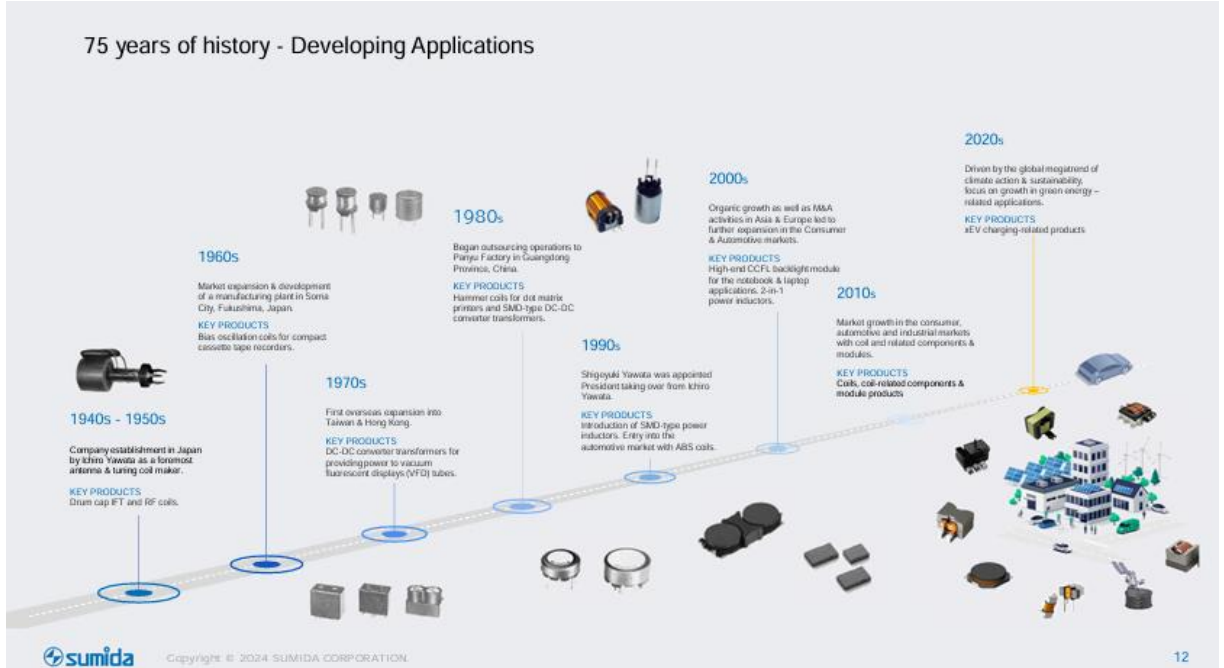 75 years of history - Developing Applications
1940s - 1950s
Company establishment in Japan
by Ichiro Yawata as a foremost
antenna & tuning coil maker.
KEY PRODUCTS
Drum cap IFT and RF coils.
1960s
Market expansion & development
of a manufacturing plant in Soma
City, Fukushima, Japan.
KEY PRODUCTS
Bias oscillation coils for compact
cassette tape recorders.
1970s
First overseas expansion into
Taiwan & Hong Kong.
KEY PRODUCTS
DC-DC converter transformers for
providing power to vacuum
fluorescent displays (VFD) tubes.
1980s
Began outsourcing operations to
Panyu Factory in Guangdong
Province, China.
KEY PRODUCTS
Hammer coils for dot matrix
printers and SMD-type DC-DC
converter transformers.
1990s
Shigeyuki Yawata was appointed
President taking over from Ichiro
Yawata.
KEY PRODUCTS
Introduction of SMD-type power
inductors. Entry into the
automotive market with ABS coils.
2000s
Organic growth as well as M&A
activities in Asia & Europe led to
further expansion in the Consumer
& Automotive markets.
KEY PRODUCTS
High-end CCFL backlight module
for the notebook & laptop
applications. 2-in-1
power inductors.
2010s
Market growth in the consumer,
automotive and industrial markets
with coil and related components &
modules.
KEY PRODUCTS
Coils, coil-related components &
module products
2020s
Driven by the global megatrend of
climate action & sustainability,
focus on growth in green energy –
related applications.
KEY PRODUCTS
xEV charging-related products
sumida
Copyright © 2024 SUMIDA CORPORATION.
12